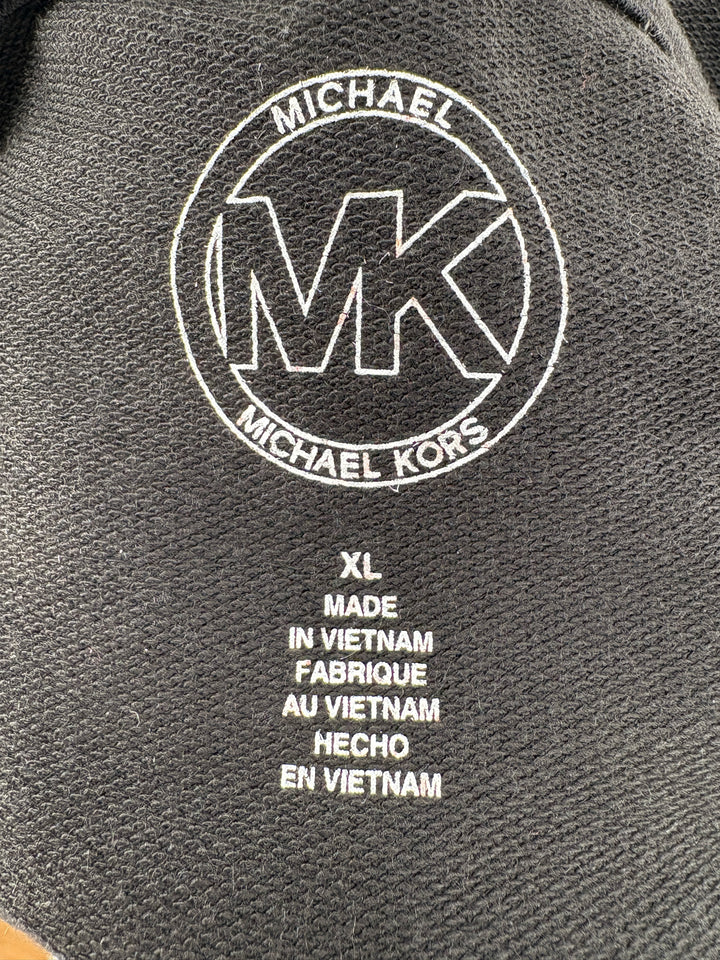 MICHAEL
MK
MICHAEL KORS
XL
MADE
IN VIETNAM
FABRIQUE
AU VIETNAM
HECHO
EN VIETNAM